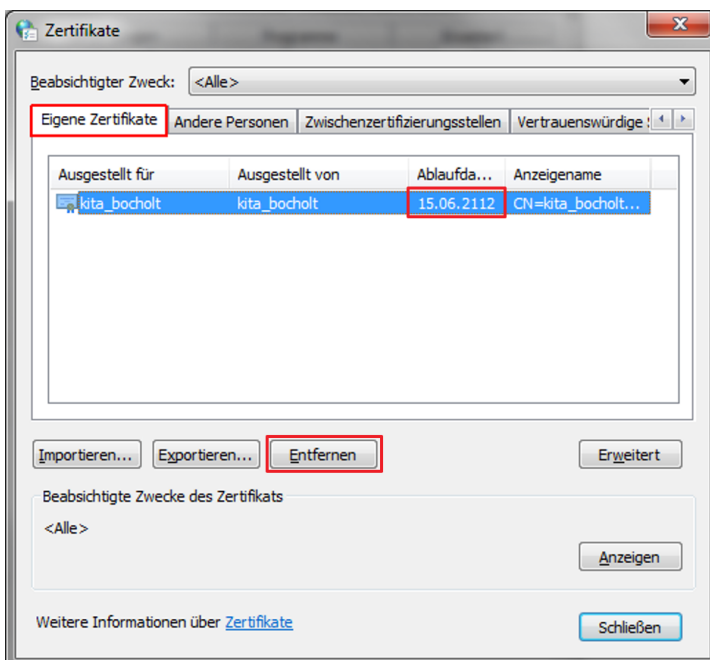 Zertifikate
Beabsichtigter Zweck: <Alle>
Eigene Zertifikate Andere Personen Zwischenzertifizierungsstellen Vertrauenswürdige
Ausgestellt für Ausgestellt von Ablaufda... Anzeigename
kita_bocholt kita_bocholt 15.06.2112 CN=kita_bocholt...
Importieren... Exportieren... Entfernen Erweitert
Beabsichtigte Zwecke des Zertifikats
<Alle>
Anzeigen
Weitere Informationen über Zertifikate
Schließen